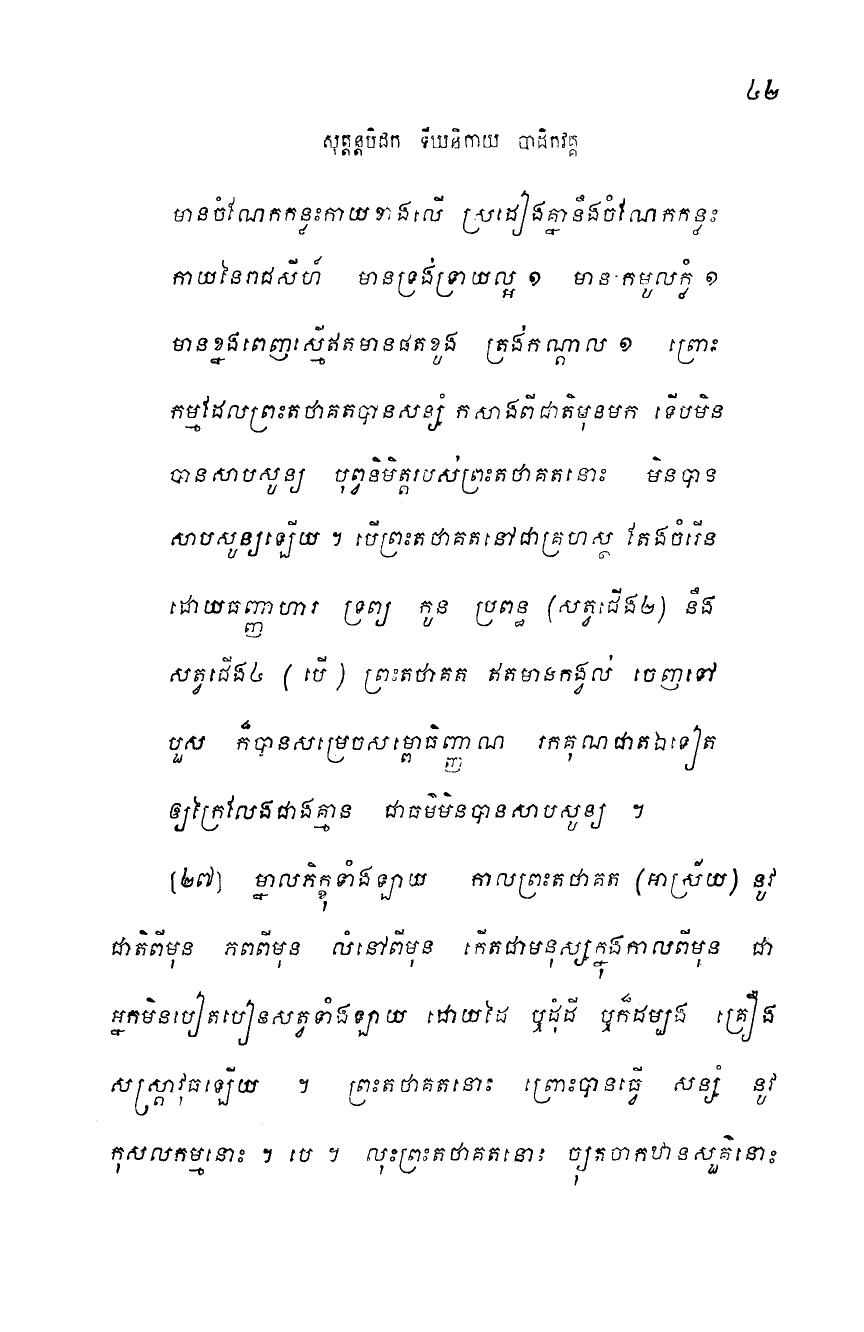 ៤២
សុត្តន្តបិដក ទីឃនិកាយ បាដិកវគ្គ
មានចំណែកកន្ទះកាយខាងលើ ស្រដៀងគ្នានឹងចំណែកកន្ទះ
កាយនៃរាជសីហ៍ មានទ្រង់ទ្រាយល្អ ១ មានកមូលក្វំ ១
មានខ្នងពេញស្មើឥតមានផតខូង ត្រង់កណ្តាល ១ ព្រោះ
កម្មដែលព្រះតថាគតបានសន្សំ កសាងពីជាតិមុនមក ទើបមិន
បានសាបសូន្យ បុព្វនិមិត្តរបស់ព្រះតថាគតនោះ មិនបាន
សាបសូន្យឡើយ ។ បើព្រះតថាគតនៅជាគ្រហស្ថ តែងចំរើន
ដោយធញ្ញាហារ ទ្រព្យ កូន ប្រពន្ធ (សត្វជើង២) នឹង
សត្វជើង៤ ( បើ ) ព្រះតថាគត ឥតមានកង្វល់ ចេញទៅ
បួស ក៏បានសម្រេចសម្ពោធិញ្ញាណ រកគុណជាតឯទៀត
ឲ្យក្រៃលែងជាងគ្មាន ជាធម៌មិនបានសាបសូន្យ ។
[២៧] ម្នាលភិក្ខុទាំងឡាយ កាលព្រះតថាគត (អាស្រ័យ) នូវ
ជាតិពីមុន ភពពីមុន លំនៅពីមុន កើតជាមនុស្សក្នុងកាលពីមុន ជា
អ្នកមិនបៀតបៀនសត្វទាំងឡាយ ដោយដៃ ឬដុំដី ឬក៏ដម្បង គ្រឿង
សស្ត្រាវុធឡើយ ។ ព្រះតថាគតនោះ ព្រោះបានធ្វើ សន្សំ នូវ
កុសលកម្មនោះ ។ បេ ។ លុះព្រះតថាគតនោះ ច្យុតចាកឋានសួគ៌នោះ